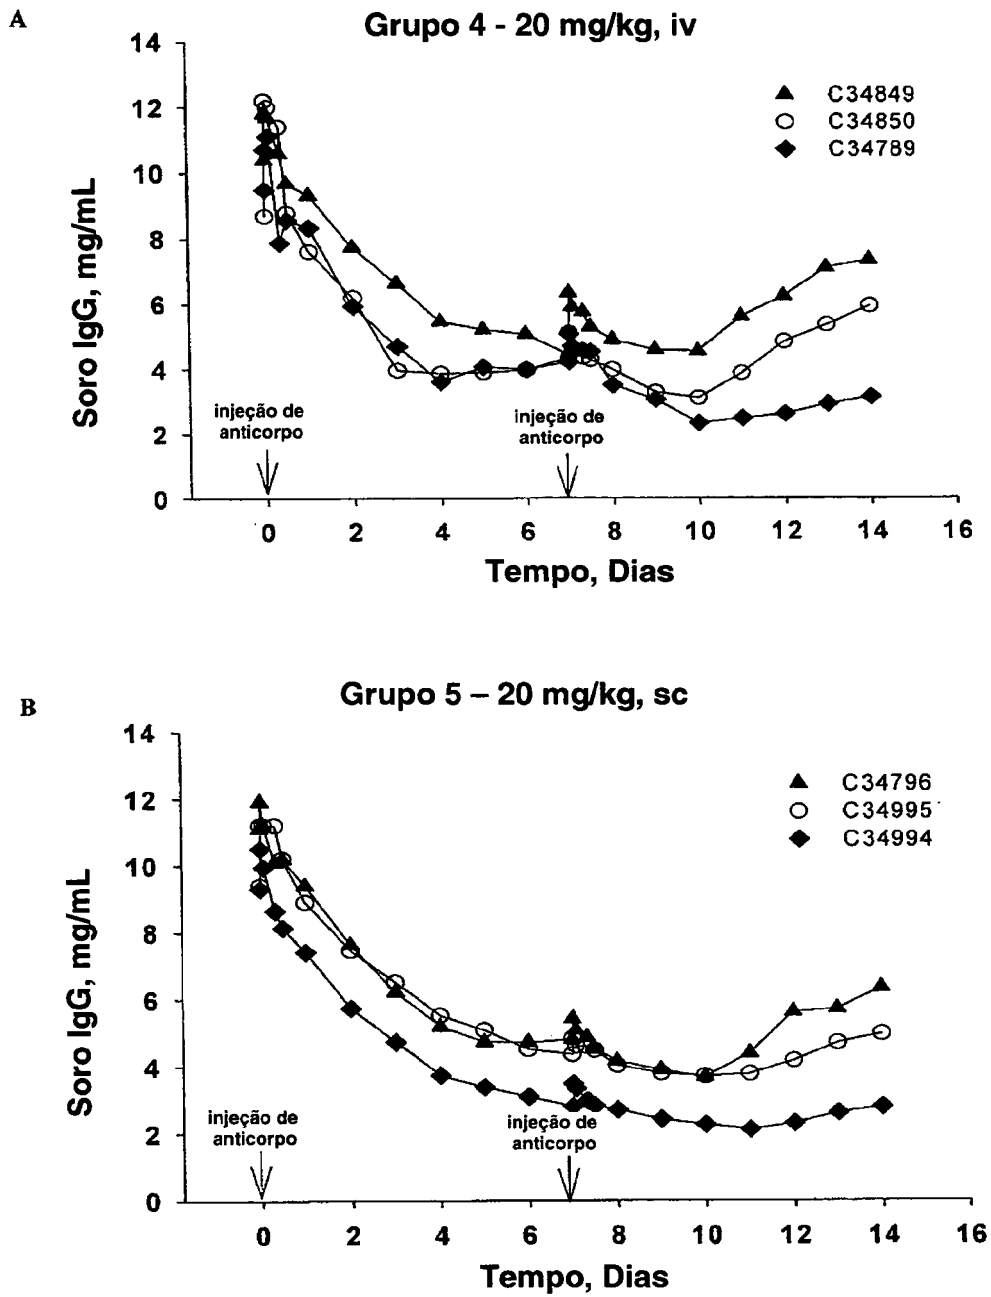 A
Grupo 4 - 20 mg/kg, iv
14
12
10
8
6
4
2
0
Soro IgG, mg/mL
C34849
C34850
C34789
injeção de
anticorpo
injeção de
anticorpo
0 2 4 6 8 10 12 14 16
Tempo, Dias
B
Grupo 5 – 20 mg/kg, sc
14
12
10
8
6
4
2
0
Soro IgG, mg/mL
C34796
C34995
C34994
injeção de
anticorpo
injeção de
anticorpo
0 2 4 6 8 10 12 14 16
Tempo, Dias